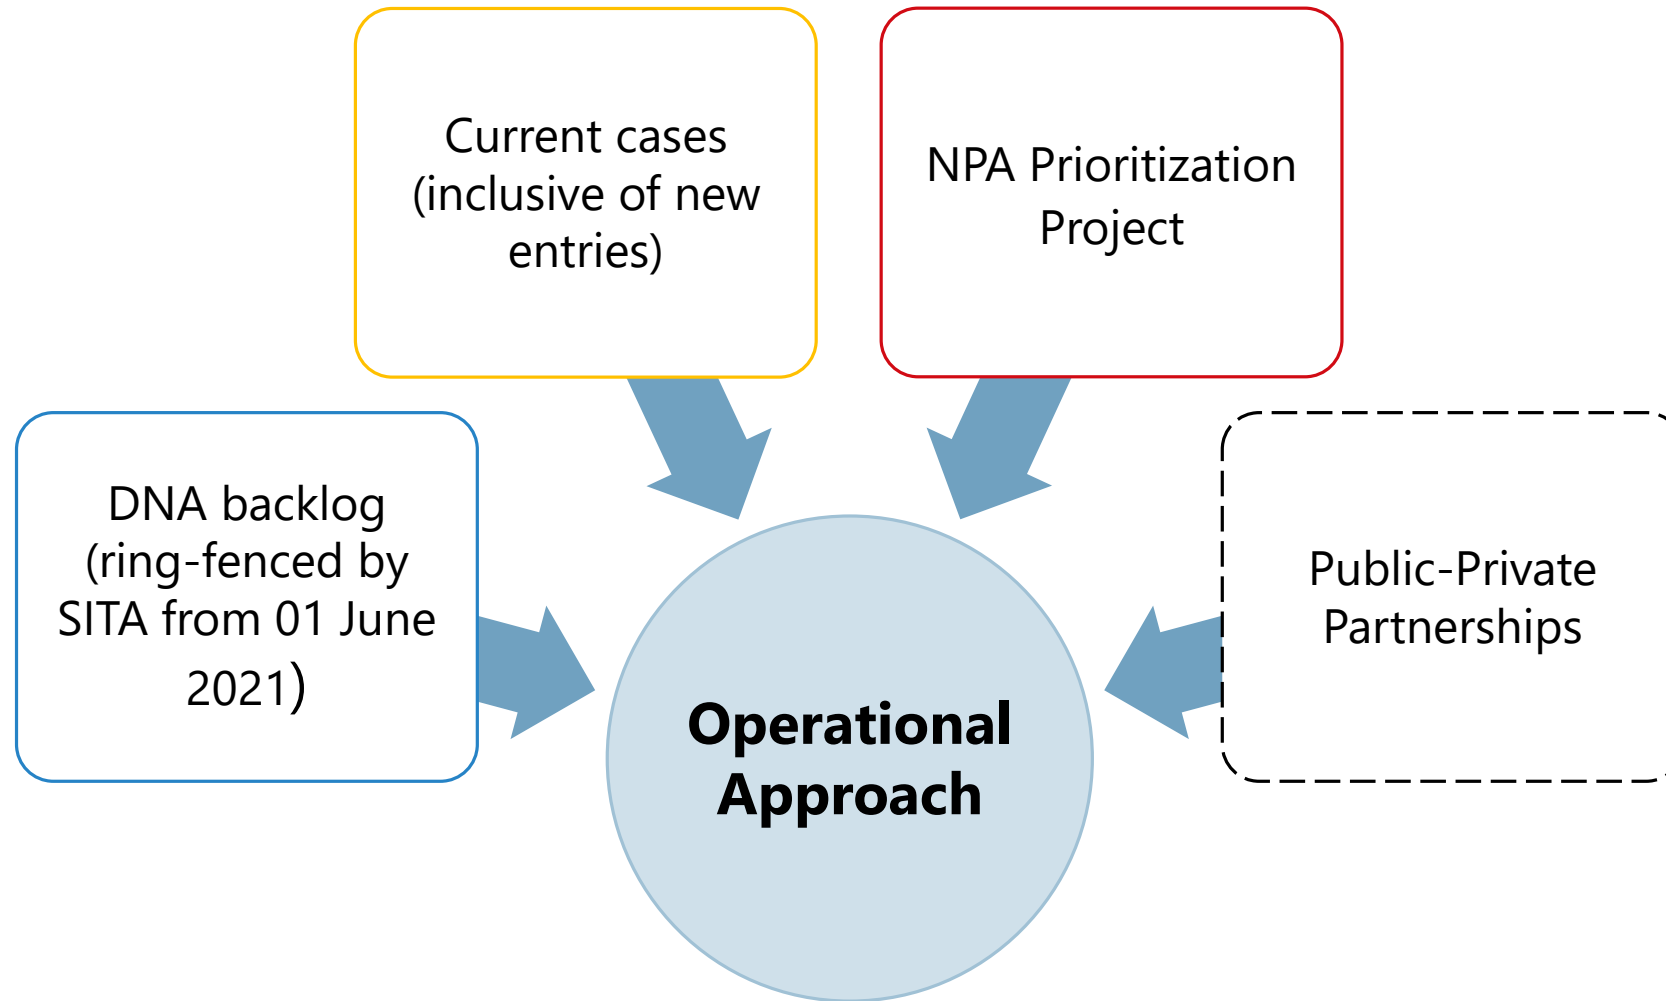 Current cases
(inclusive of new
entries)
NPA Prioritization
Project
DNA backlog
(ring-fenced by
SITA from 01 June
2021)
Public-Private
Partnerships
Operational
Approach